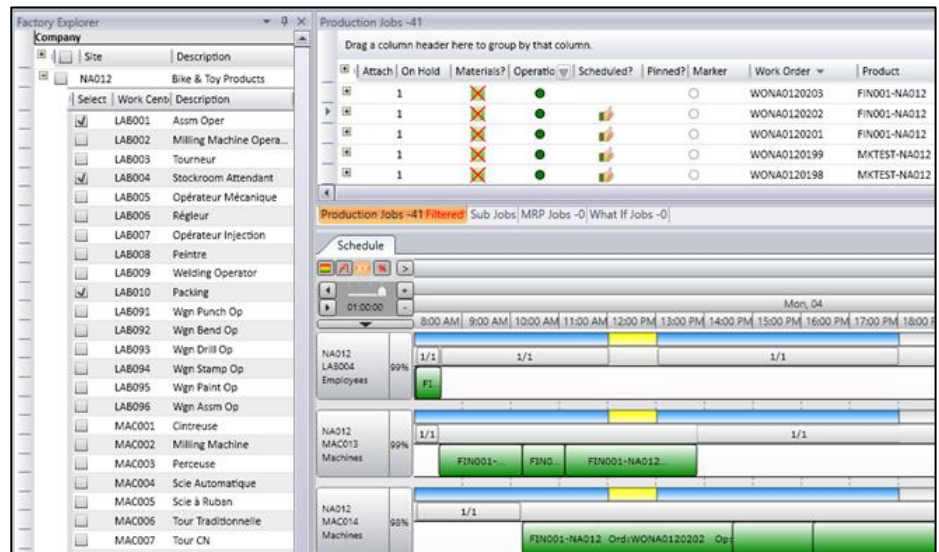 Factory Explorer
Company
Site Description
NA012 Bike & Toy Products
Select Work Cent Description
LAB001 Assm Oper
LAB002 Milling Machine Opera...
LAB003 Tourneur
LAB004 Stockroom Attendant
LAB005 Opérateur Mécanique
LAB006 Régleur
LAB007 Opérateur Injection
LAB008 Peintre
LAB009 Welding Operator
LAB010 Packing
LAB091 Wgn Punch Op
LAB092 Wgn Bend Op
LAB093 Wgn Drill Op
LAB094 Wgn Stamp Op
LAB095 Wgn Paint Op
LAB096 Wgn Assm Op
MAC001 Cintreuse
MAC002 Milling Machine
MAC003 Perceuse
MAC004 Scie Automatique
MAC005 Scie à Ruban
MAC006 Tour Traditionnelle
MAC007 Tour CN
Production Jobs -41
Drag a column header here to group by that column.
Attach On Hold Materials? Operatio Scheduled? Pinned? Marker Work Order Product
1 WONA0120203 FIN001-NA012
1 WONA0120202 FIN001-NA012
1 WONA0120201 FIN001-NA012
1 WONA0120199 MKTEST-NA012
1 WONA0120198 MKTEST-NA012
Production Jobs -41 Filtered Sub Jobs MRP Jobs -0 What If Jobs -0
Schedule
01:00:00
Mon, 04
8:00 AM 9:00 AM 10:00 AM 11:00 AM 12:00 PM 13:00 PM 14:00 PM 15:00 PM 16:00 PM 17:00 PM 18:00 P
NA012
LAB004
Employees
99%
1/1 1/1 1/1
FI...
NA012
MAC013
Machines
99%
1/1 1/1
FIN001-... FIN0... FIN001-NA012...
NA012
MAC014
Machines
98%
1/1
FIN001-NA012 Ord:WONA0120202 Op: